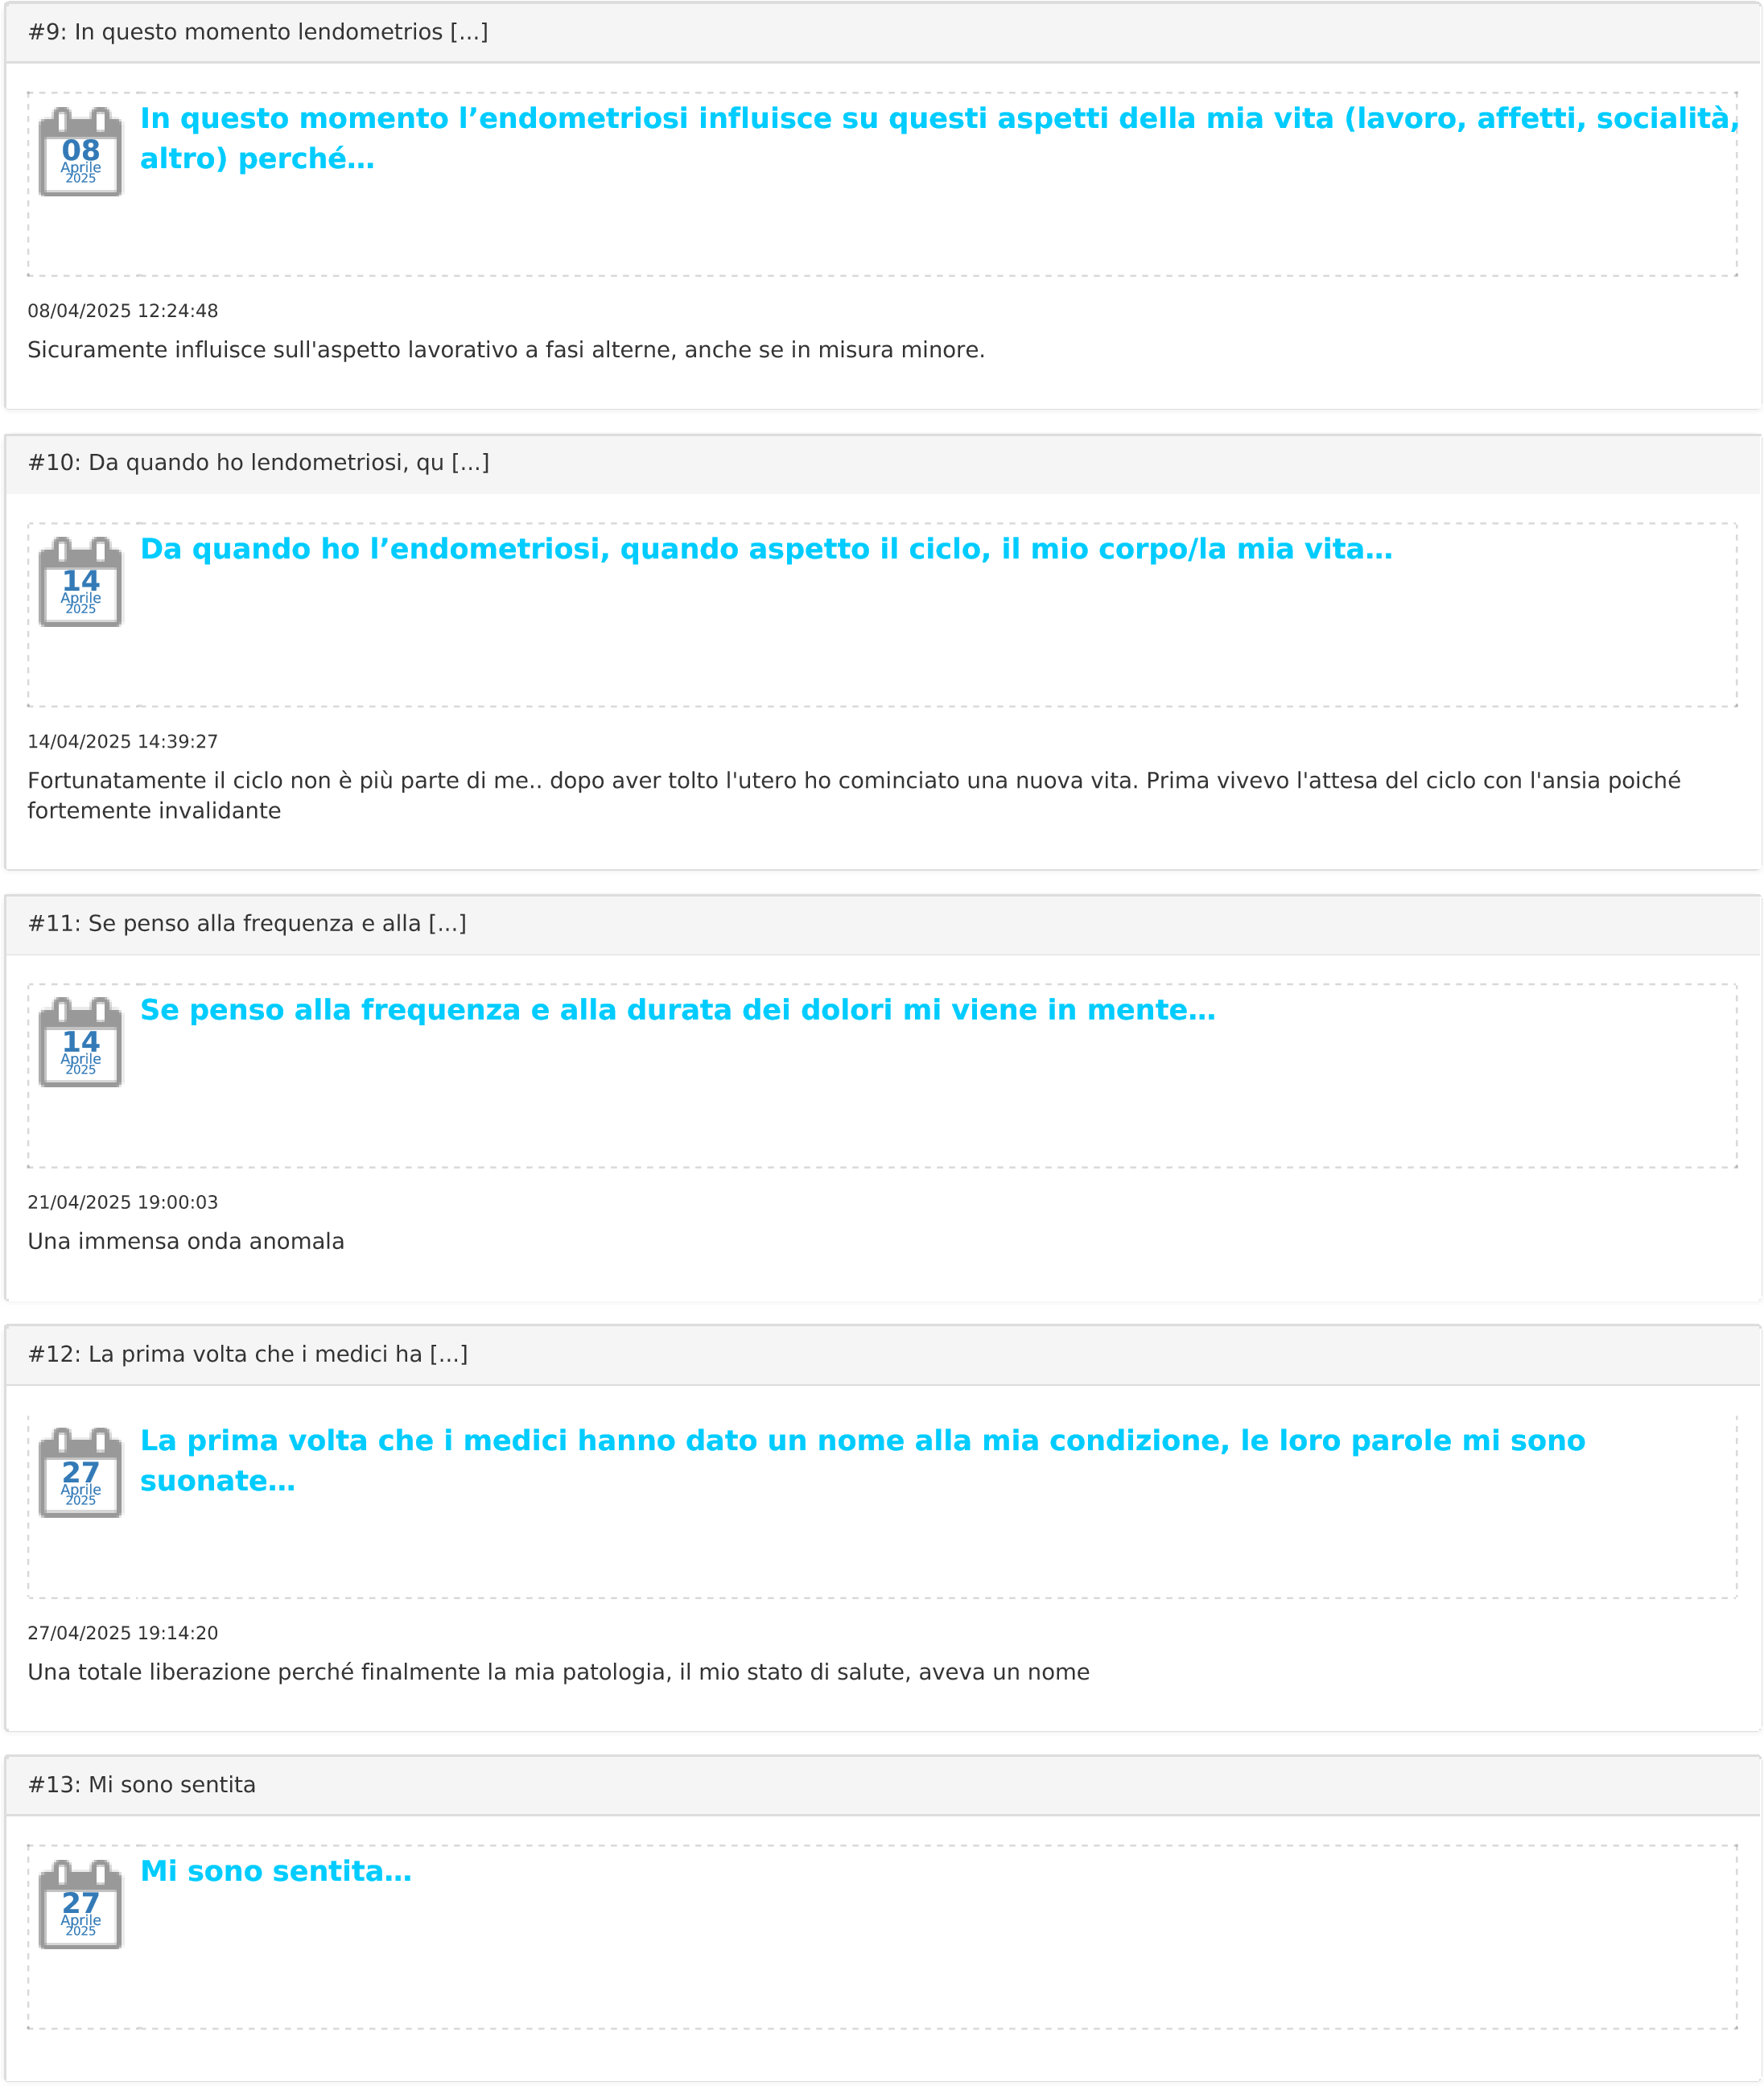 #9: In questo momento lendometrios [...]
In questo momento l’endometriosi influisce su questi aspetti della mia vita (lavoro, affetti, socialità,
altro) perché…
08
Aprile
2025
08/04/2025 12:24:48
Sicuramente influisce sull'aspetto lavorativo a fasi alterne, anche se in misura minore.
#10: Da quando ho lendometriosi, qu [...]
Da quando ho l’endometriosi, quando aspetto il ciclo, il mio corpo/la mia vita…
14
Aprile
2025
14/04/2025 14:39:27
Fortunatamente il ciclo non è più parte di me.. dopo aver tolto l'utero ho cominciato una nuova vita. Prima vivevo l'attesa del ciclo con l'ansia poiché
fortemente invalidante
#11: Se penso alla frequenza e alla [...]
Se penso alla frequenza e alla durata dei dolori mi viene in mente…
14
Aprile
2025
21/04/2025 19:00:03
Una immensa onda anomala
#12: La prima volta che i medici ha [...]
La prima volta che i medici hanno dato un nome alla mia condizione, le loro parole mi sono
suonate…
27
Aprile
2025
27/04/2025 19:14:20
Una totale liberazione perché finalmente la mia patologia, il mio stato di salute, aveva un nome
#13: Mi sono sentita
Mi sono sentita…
27
Aprile
2025